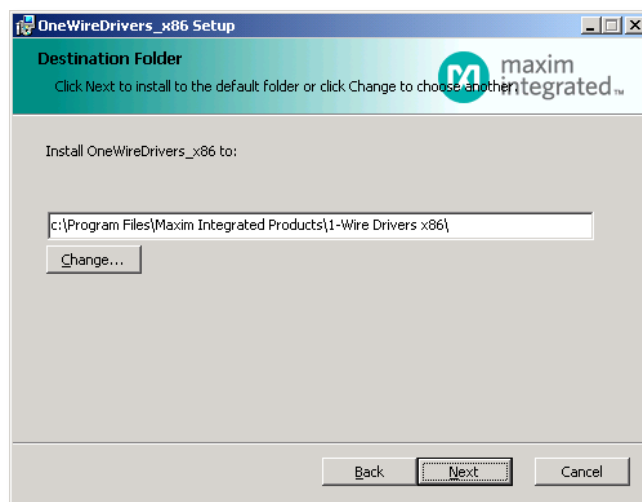 OneWireDrivers_x86 Setup
Destination Folder
Click Next to install to the default folder or click Change to choose another.
maxim
integrated™
Install OneWireDrivers_x86 to:
c:\Program Files\Maxim Integrated Products\1-Wire Drivers x86\
Change...
Back
Next
Cancel